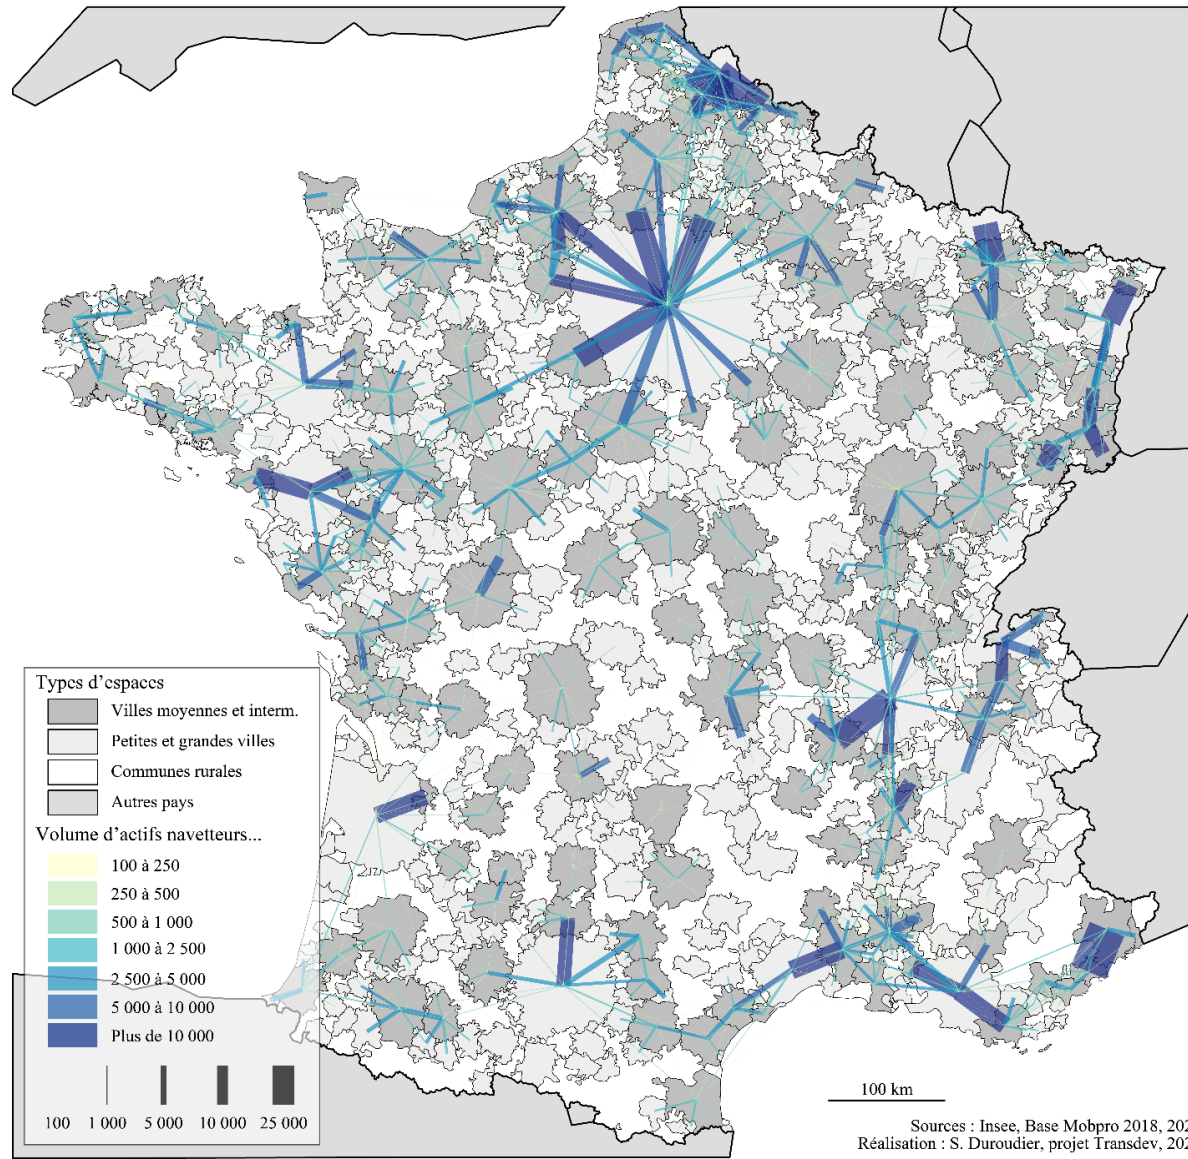 Types d'espaces
Villes moyennes et interm.
Petites et grandes villes
Communes rurales
Autres pays
Volume d'actifs navetteurs...
100 à 250
250 à 500
500 à 1 000
1 000 à 2 500
2 500 à 5 000
5 000 à 10 000
Plus de 10 000
100 1 000 5 000 10 000 25 000
100 km
Sources : Insee, Base Mobpro 2018, 202
Réalisation : S. Duroudier, projet Transdev, 202